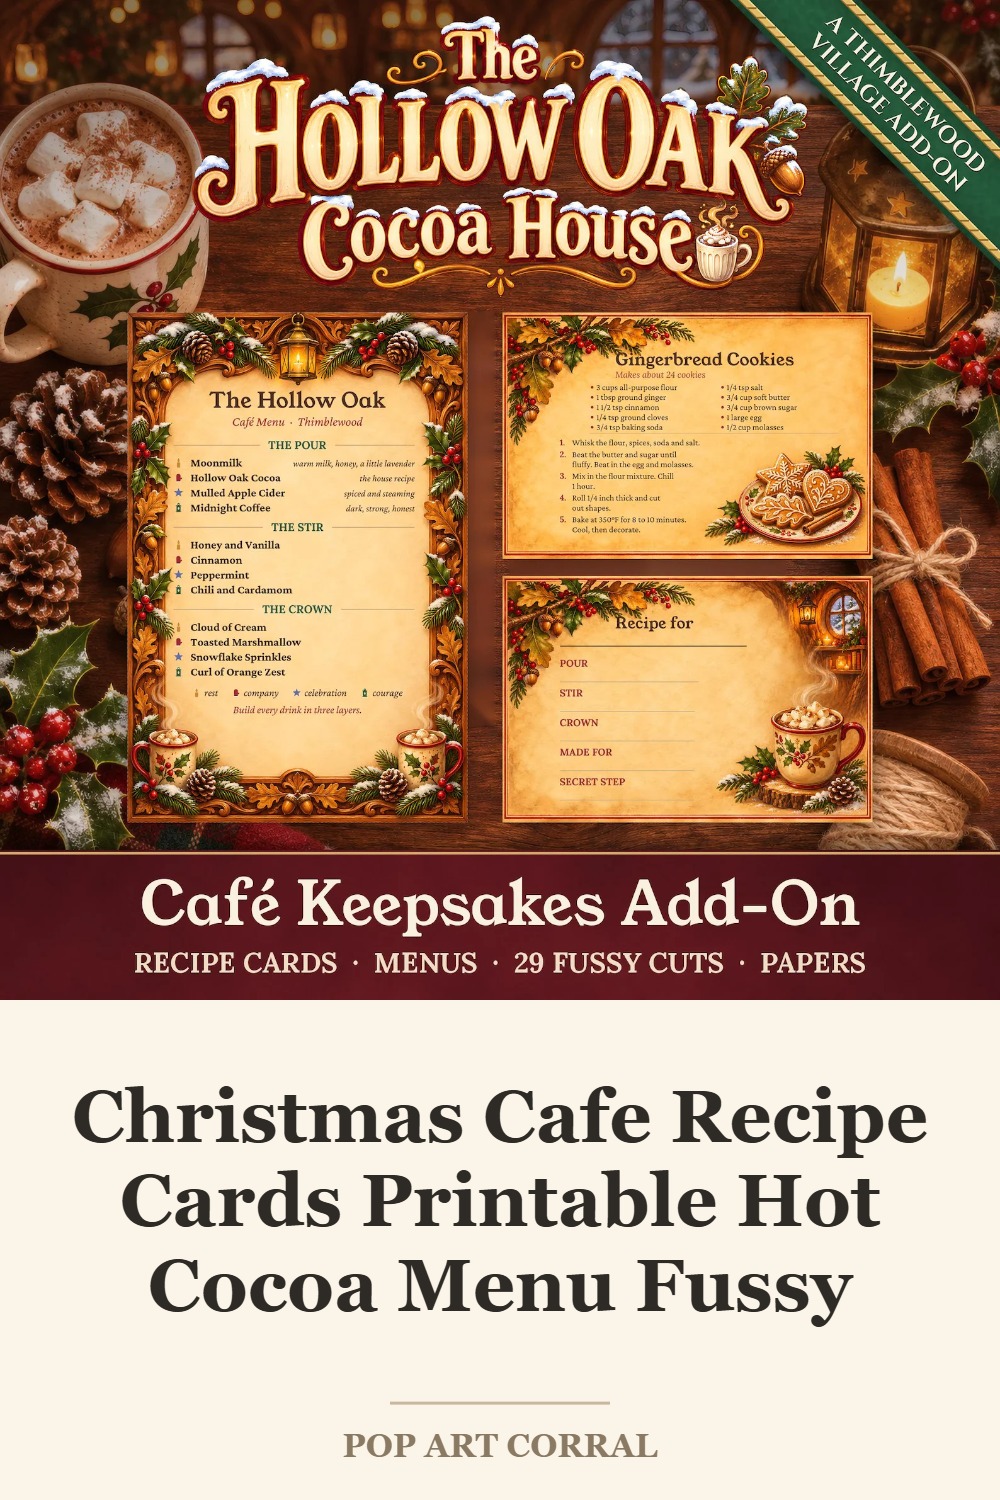 The
Hollow Oak
Cocoa House
A THIMBLEWOOD
VILLAGE ADD-ON
The Hollow Oak
Café Menu · Thimblewood
THE POUR
Moonmilk warm milk, honey, a little lavender
Hollow Oak Cocoa the house recipe
Mulled Apple Cider spiced and steaming
Midnight Coffee dark, strong, honest
THE STIR
Honey and Vanilla
Cinnamon
Peppermint
Chili and Cardamom
THE CROWN
Cloud of Cream
Toasted Marshmallow
Snowflake Sprinkles
Curl of Orange Zest
rest company celebration courage
Build every drink in three layers.
Gingerbread Cookies
Makes about 24 cookies
• 3 cups all-purpose flour
• 1 tbsp ground ginger
• 1 1/2 tsp cinnamon
• 1/4 tsp ground cloves
• 3/4 tsp baking soda
• 1/4 tsp salt
• 3/4 cup soft butter
• 3/4 cup brown sugar
• 1 large egg
• 1/2 cup molasses
1. Whisk the flour, spices, soda and salt.
2. Beat the butter and sugar until
fluffy. Beat in the egg and molasses.
3. Mix in the flour mixture. Chill
1 hour.
4. Roll 1/4 inch thick and cut
out shapes.
5. Bake at 350°F for 8 to 10 minutes.
Cool, then decorate.
Recipe for
POUR
STIR
CROWN
MADE FOR
SECRET STEP
Café Keepsakes Add-On
RECIPE CARDS · MENUS · 29 FUSSY CUTS · PAPERS
Christmas Cafe Recipe
Cards Printable Hot
Cocoa Menu Fussy
POP ART CORRAL